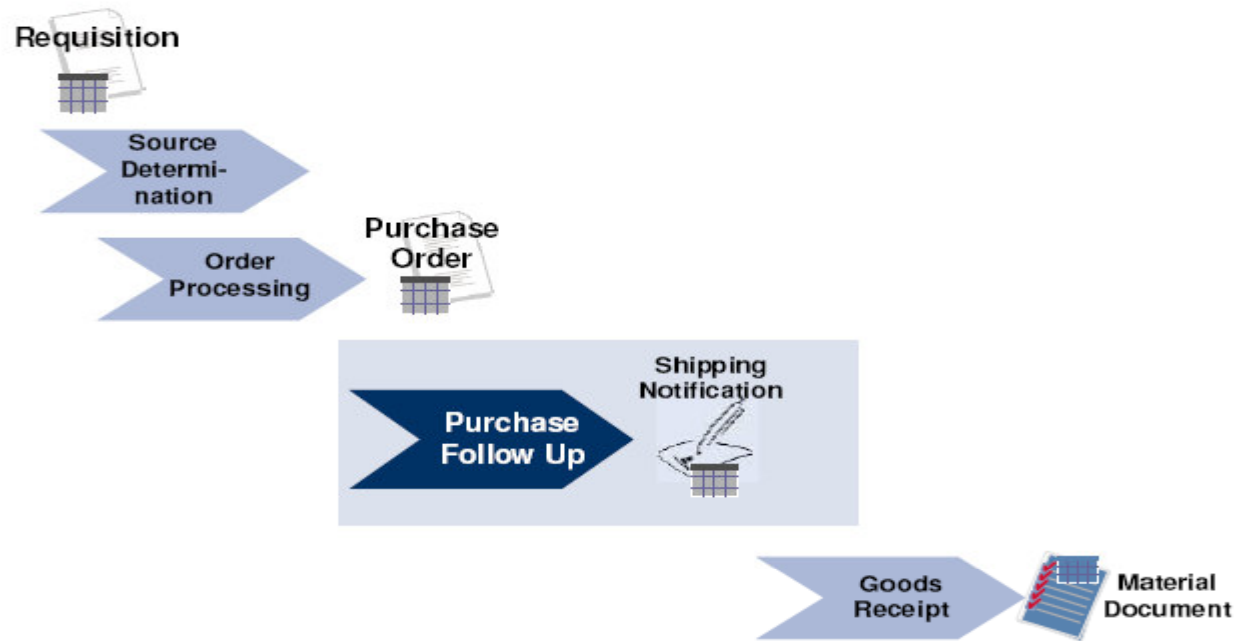 Requisition
Source
Determi-
nation
Order
Processing
Purchase
Order
Purchase
Follow Up
Shipping
Notification
Goods
Receipt
Material
Document